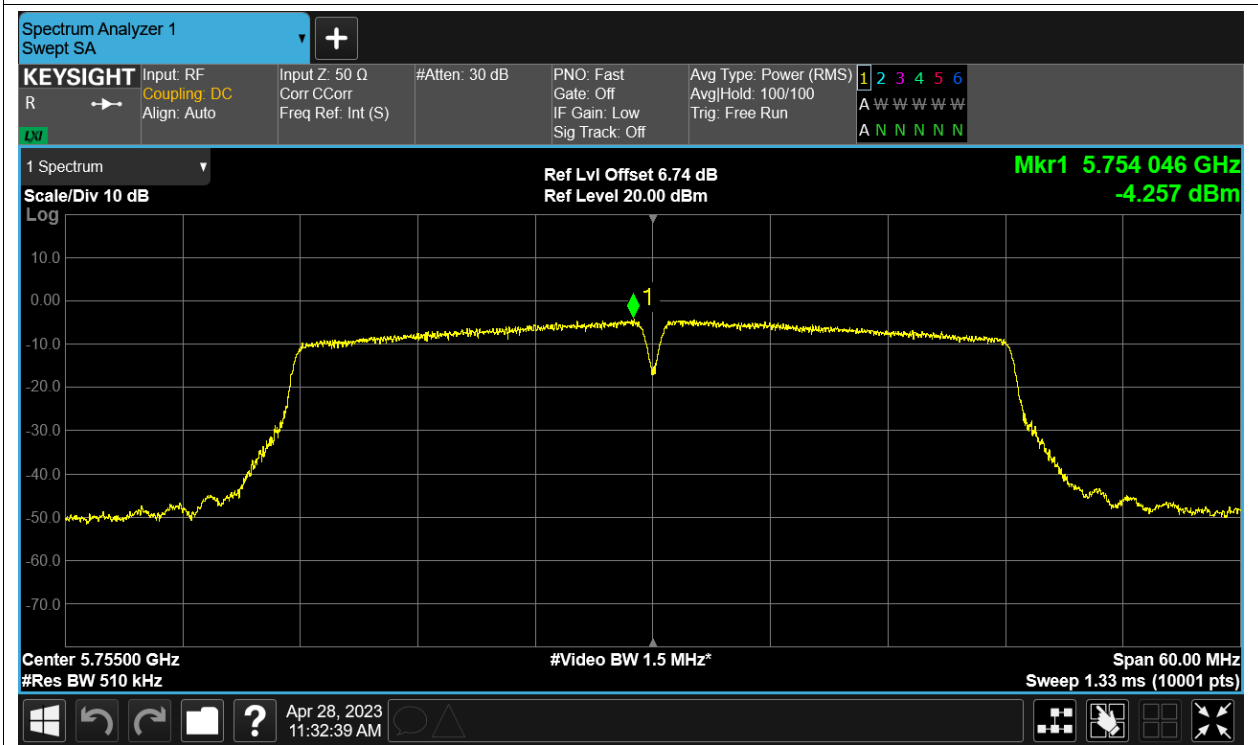 Spectrum Analyzer 1
Swept SA
KEYSIGHT
R
LXI
Input: RF
Coupling: DC
Align: Auto
Input Z: 50 Ω
Corr CCorr
Freq Ref: Int (S)
#Atten: 30 dB
PNO: Fast
Gate: Off
IF Gain: Low
Sig Track: Off
Avg Type: Power (RMS)
Avg|Hold: 100/100
Trig: Free Run
1 2 3 4 5 6
A W W W W W
A N N N N N
1 Spectrum
Scale/Div 10 dB
Ref Lvl Offset 6.74 dB
Ref Level 20.00 dBm
Mkr1 5.754 046 GHz
-4.257 dBm
Log
10.0
0.00
-10.0
-20.0
-30.0
-40.0
-50.0
-60.0
-70.0
1
Center 5.75500 GHz
#Res BW 510 kHz
#Video BW 1.5 MHz*
Span 60.00 MHz
Sweep 1.33 ms (10001 pts)
?
Apr 28, 2023
11:32:39 AM